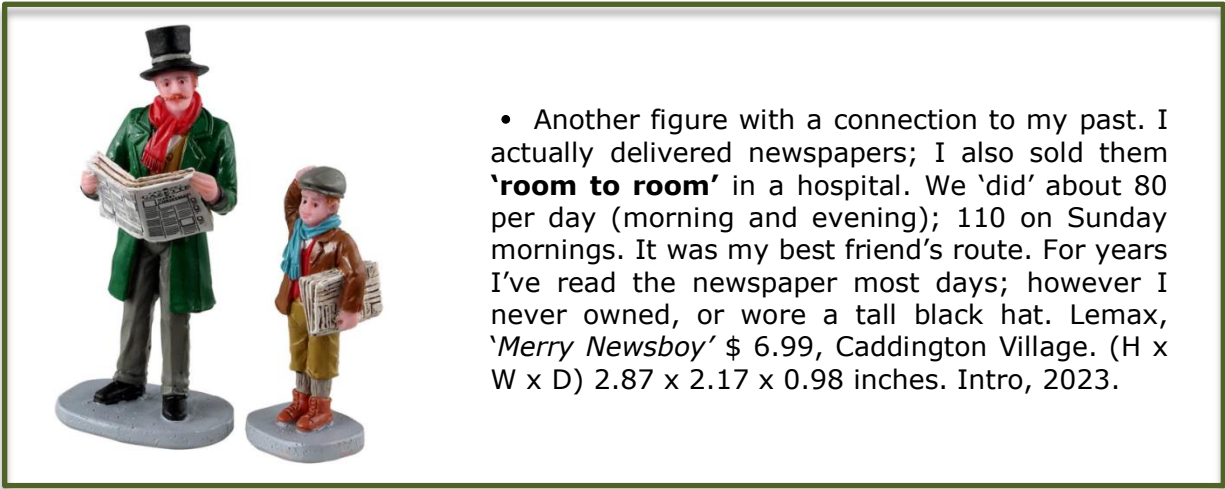 • Another figure with a connection to my past. I
actually delivered newspapers; I also sold them
‘room to room’ in a hospital. We ‘did’ about 80
per day (morning and evening); 110 on Sunday
mornings. It was my best friend’s route. For years
I’ve read the newspaper most days; however I
never owned, or wore a tall black hat. Lemax,
‘Merry Newsboy’ $ 6.99, Caddington Village. (H x
W x D) 2.87 x 2.17 x 0.98 inches. Intro, 2023.